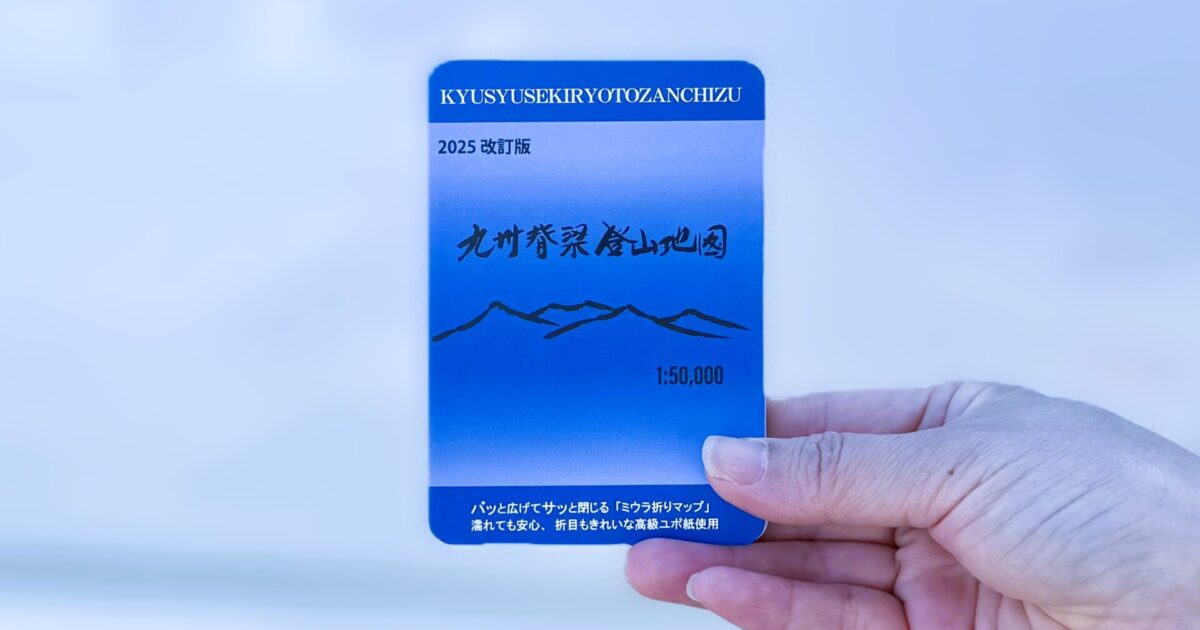 KYUSYUSEKIRYOTOZANCHIZU
2025 改訂版
九州脊梁登山地図
1:50,000
パッと広げてサッと閉じる「ミウラ折りマップ」
濡れても安心、折目もきれいな高級ユポ紙使用